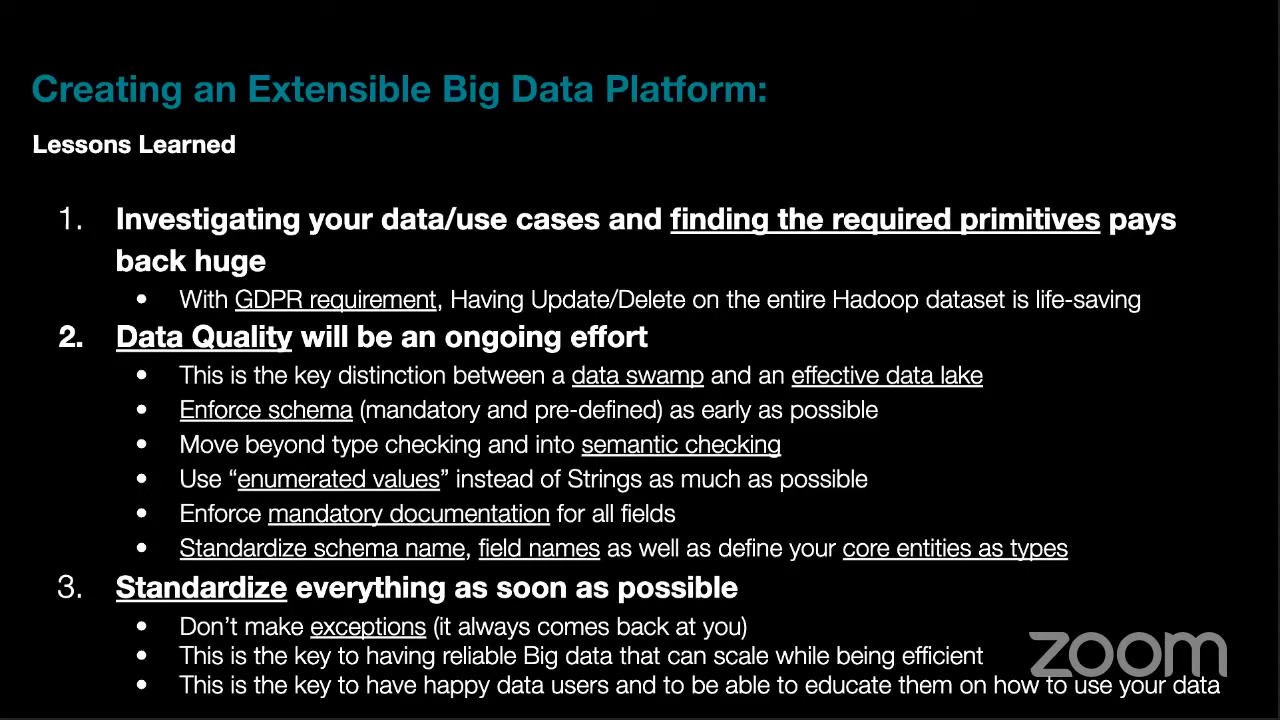 Creating an Extensible Big Data Platform:
Lessons Learned
1. Investigating your data/use cases and finding the required primitives pays
back huge
• With GDPR requirement, Having Update/Delete on the entire Hadoop dataset is life-saving
2. Data Quality will be an ongoing effort
• This is the key distinction between a data swamp and an effective data lake
• Enforce schema (mandatory and pre-defined) as early as possible
• Move beyond type checking and into semantic checking
• Use “enumerated values” instead of Strings as much as possible
• Enforce mandatory documentation for all fields
• Standardize schema name, field names as well as define your core entities as types
3. Standardize everything as soon as possible
• Don’t make exceptions (it always comes back at you)
• This is the key to having reliable Big data that can scale while being efficient
• This is the key to have happy data users and to be able to educate them on how to use your data
zoom